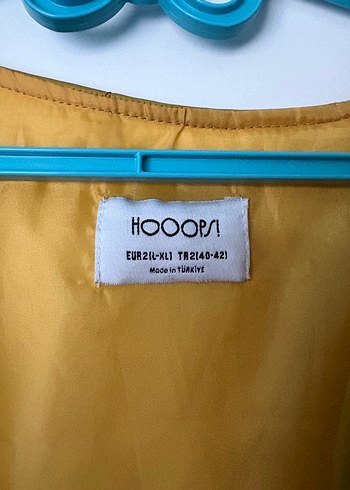 HOOOPS!
EUR2(L-XL) TR2(40-42)
Made in TÜRKİYE